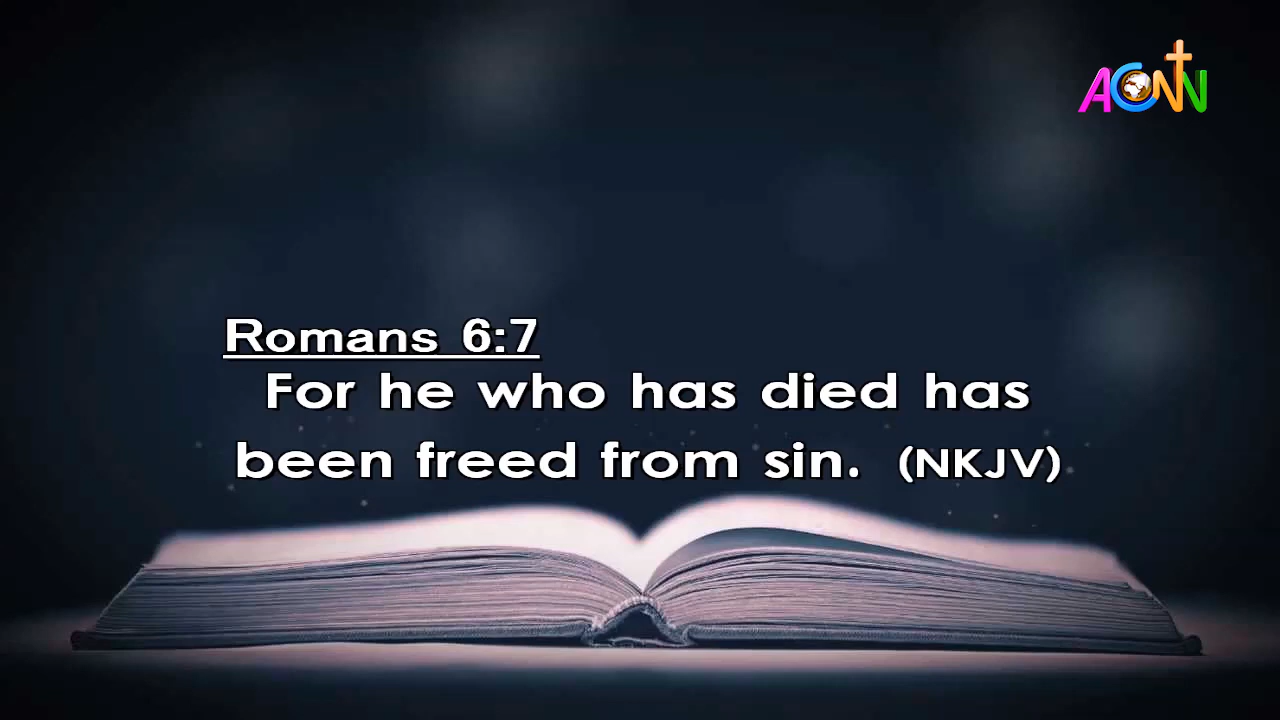 ACNN
Romans 6:7
For he who has died has
been freed from sin. (NKJV)